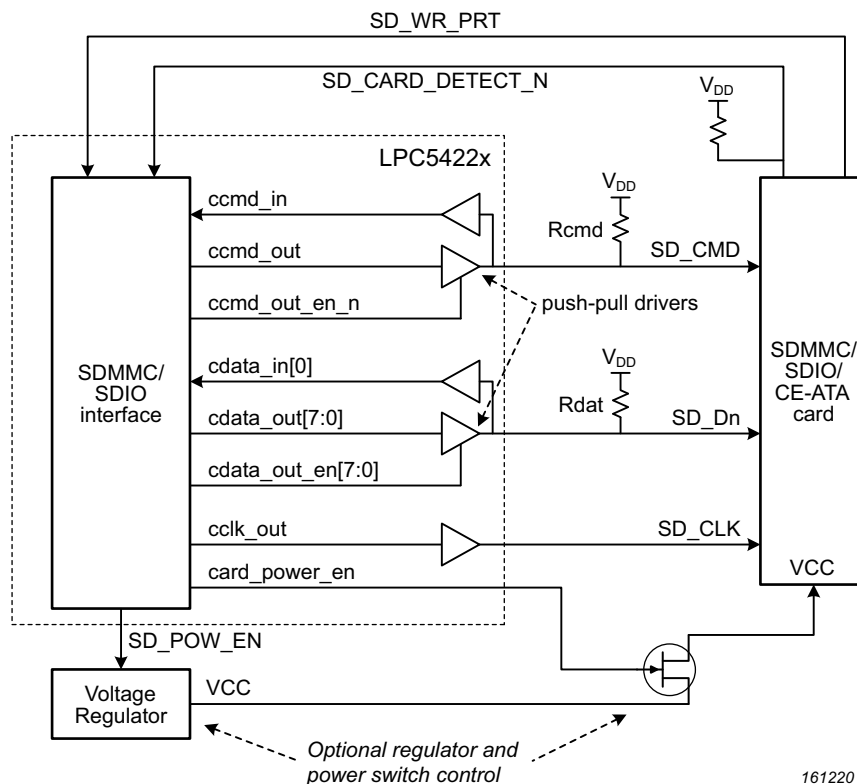 SD_WR_PRT
SD_CARD_DETECT_N
VDD
LPC5422x
ccmd_in
VDD
Rcmd
ccmd_out
SD_CMD
ccmd_out_en_n
push-pull drivers
SDMMC/
SDIO
interface
cdata_in[0]
VDD
SDMMC/
SDIO/
CE-ATA
card
cdata_out[7:0]
Rdat
SD_Dn
cdata_out_en[7:0]
cclk_out
SD_CLK
card_power_en
VCC
SD_POW_EN
Voltage
Regulator
VCC
Optional regulator and
power switch control
161220